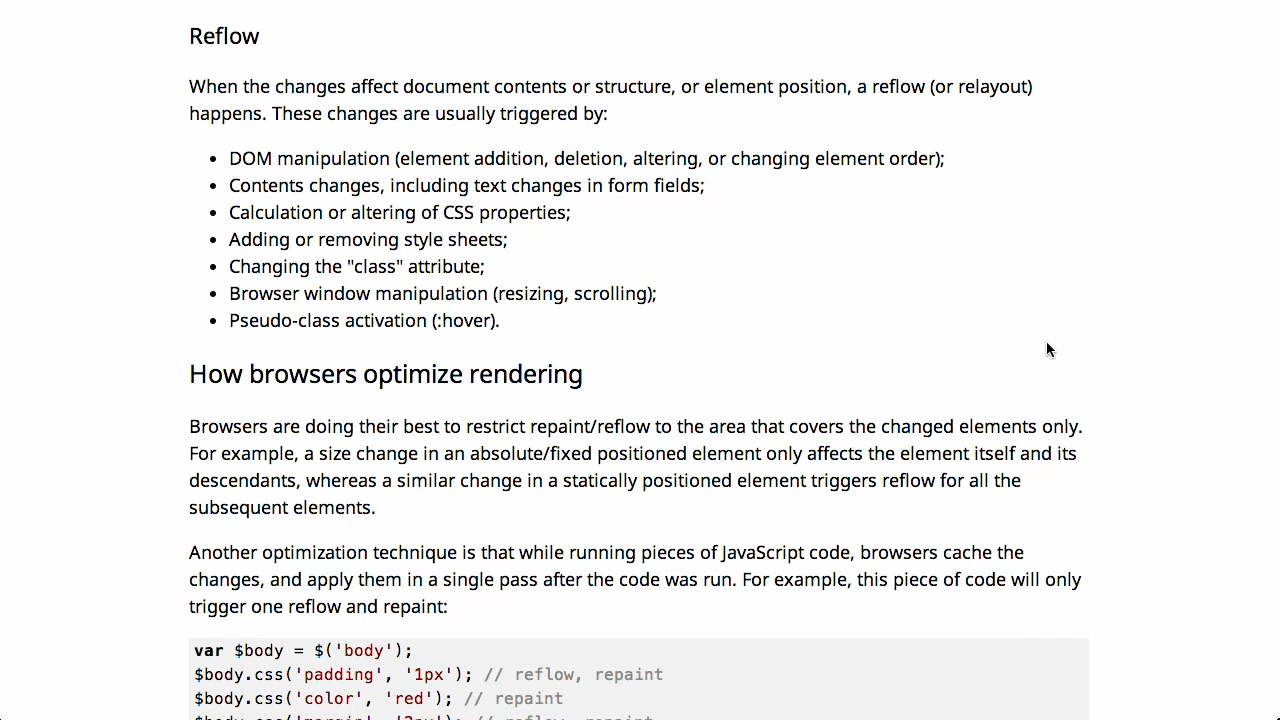 Reflow
When the changes affect document contents or structure, or element position, a reflow (or relayout)
happens. These changes are usually triggered by:
• DOM manipulation (element addition, deletion, altering, or changing element order);
• Contents changes, including text changes in form fields;
• Calculation or altering of CSS properties;
• Adding or removing style sheets;
• Changing the "class" attribute;
• Browser window manipulation (resizing, scrolling);
• Pseudo-class activation (:hover).
How browsers optimize rendering
Browsers are doing their best to restrict repaint/reflow to the area that covers the changed elements only.
For example, a size change in an absolute/fixed positioned element only affects the element itself and its
descendants, whereas a similar change in a statically positioned element triggers reflow for all the
subsequent elements.
Another optimization technique is that while running pieces of JavaScript code, browsers cache the
changes, and apply them in a single pass after the code was run. For example, this piece of code will only
trigger one reflow and repaint:
var $body = $('body');
$body.css('padding', '1px'); // reflow, repaint
$body.css('color', 'red'); // repaint